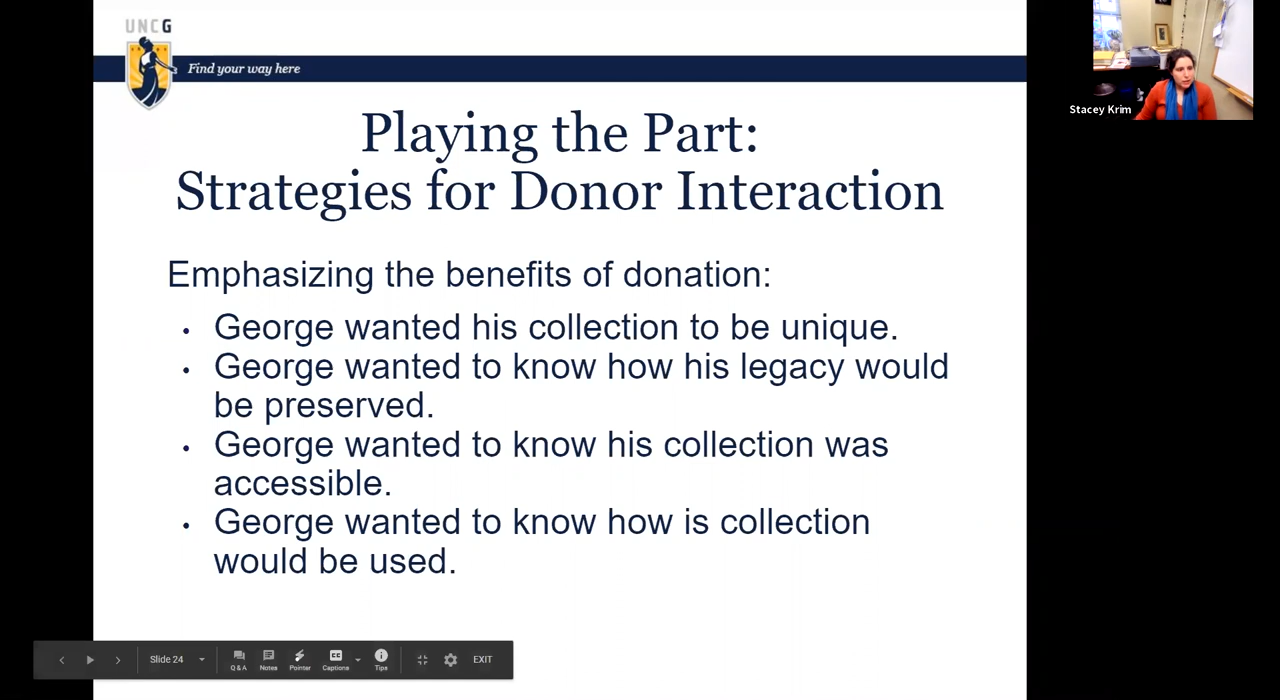 UNCG
Find your way here
Stacey Krim
Playing the Part:
Strategies for Donor Interaction
Emphasizing the benefits of donation:
• George wanted his collection to be unique.
• George wanted to know how his legacy would
be preserved.
• George wanted to know his collection was
accessible.
• George wanted to know how is collection
would be used.
Slide 24
Q&A
Notes
Pointer
Captions
Tips
EXIT